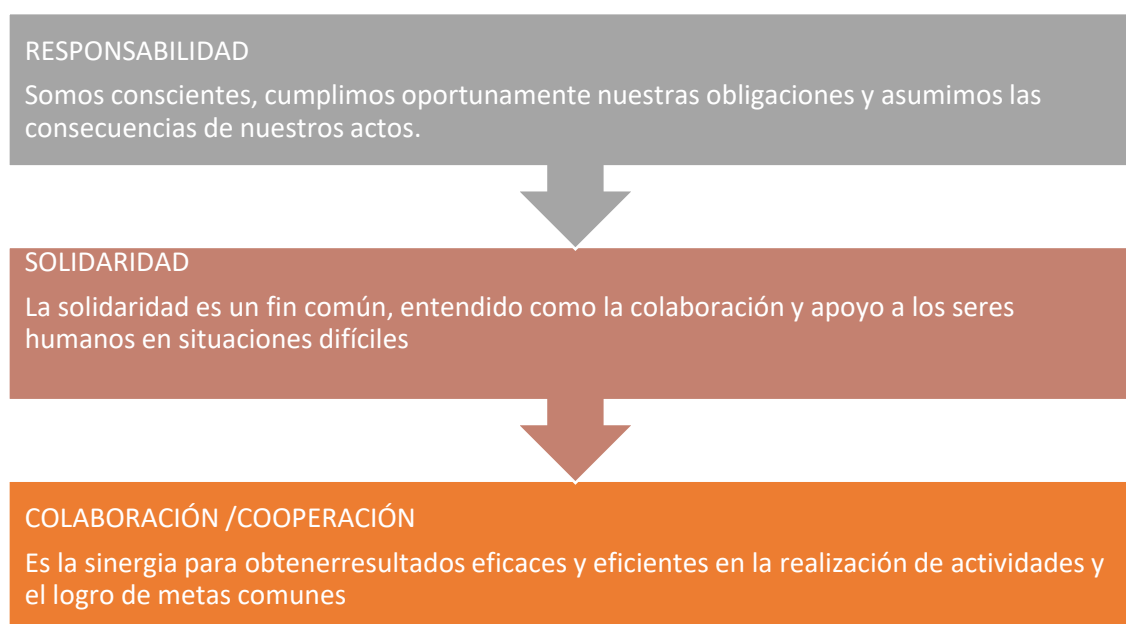 RESPONSABILIDAD
Somos conscientes, cumplimos oportunamente nuestras obligaciones y asumimos las
consecuencias de nuestros actos.
SOLIDARIDAD
La solidaridad es un fin común, entendido como la colaboración y apoyo a los seres
humanos en situaciones difíciles
COLABORACIÓN /COOPERACIÓN
Es la sinergia para obtenerresultados eficaces y eficientes en la realización de actividades y
el logro de metas comunes